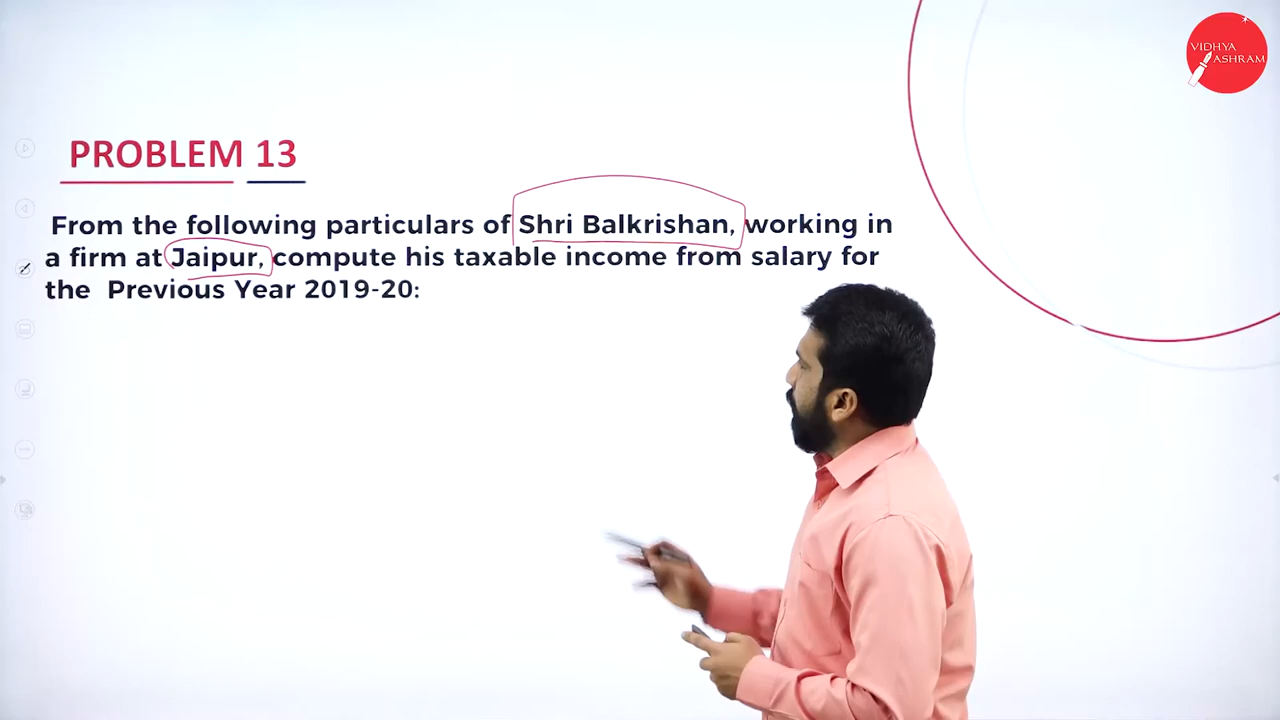 VIDHYA
ASHRAM
PROBLEM 13
From the following particulars of Shri Balkrishan, working in
a firm at Jaipur, compute his taxable income from salary for
the Previous Year 2019-20: